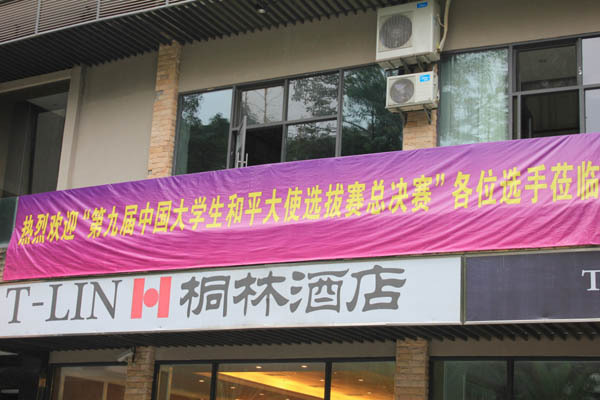 热烈欢迎“第九届中国大学生和平大使选拔赛总决赛”各位选手莅临
T-LIN 桐林酒店
T